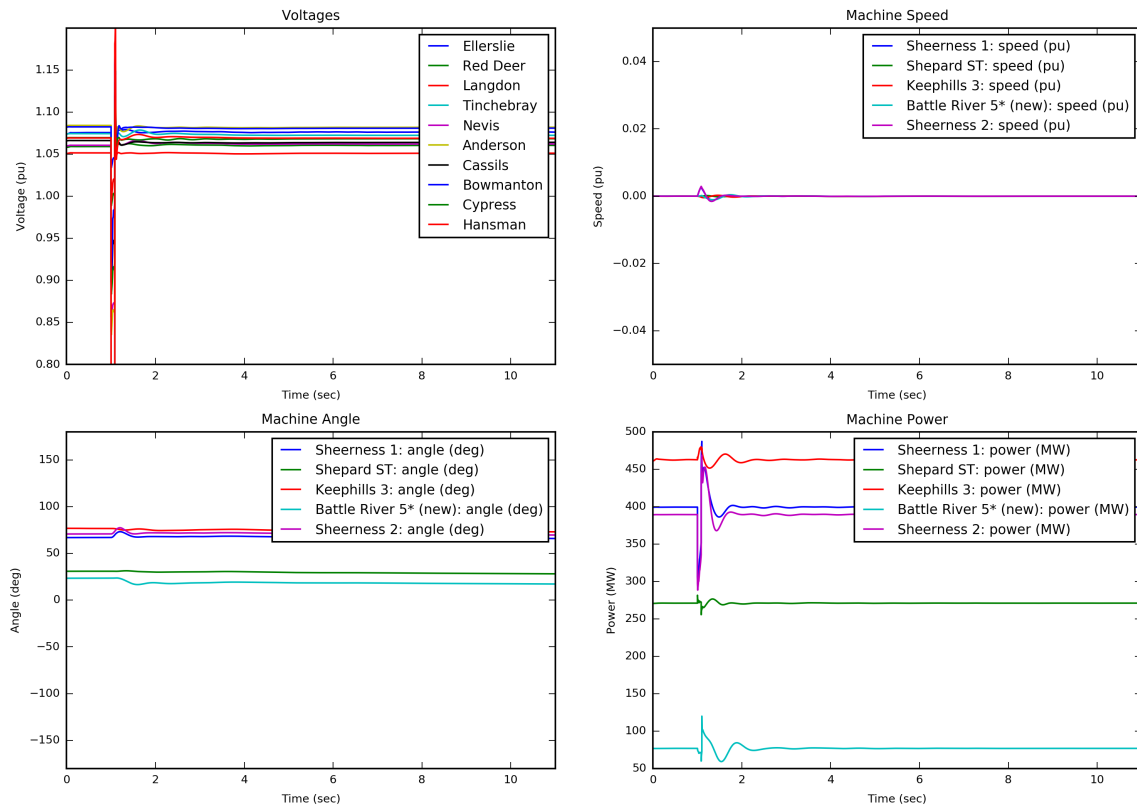 Voltages
1.15
1.10
1.05
1.00
0.95
0.90
0.85
0.80
Voltage (pu)
0 2 4 6 8 10
Time (sec)
Ellerslie
Red Deer
Langdon
Tinchebray
Nevis
Anderson
Cassils
Bowmanton
Cypress
Hansman
Machine Speed
0.04
0.02
0.00
−0.02
−0.04
Speed (pu)
0 2 4 6 8 10
Time (sec)
Sheerness 1: speed (pu)
Shepard ST: speed (pu)
Keephills 3: speed (pu)
Battle River 5* (new): speed (pu)
Sheerness 2: speed (pu)
Machine Angle
150
100
50
0
−50
−100
−150
Angle (deg)
0 2 4 6 8 10
Time (sec)
Sheerness 1: angle (deg)
Shepard ST: angle (deg)
Keephills 3: angle (deg)
Battle River 5* (new): angle (deg)
Sheerness 2: angle (deg)
Machine Power
500
450
400
350
300
250
200
150
100
50
Power (MW)
0 2 4 6 8 10
Time (sec)
Sheerness 1: power (MW)
Shepard ST: power (MW)
Keephills 3: power (MW)
Battle River 5* (new): power (MW)
Sheerness 2: power (MW)